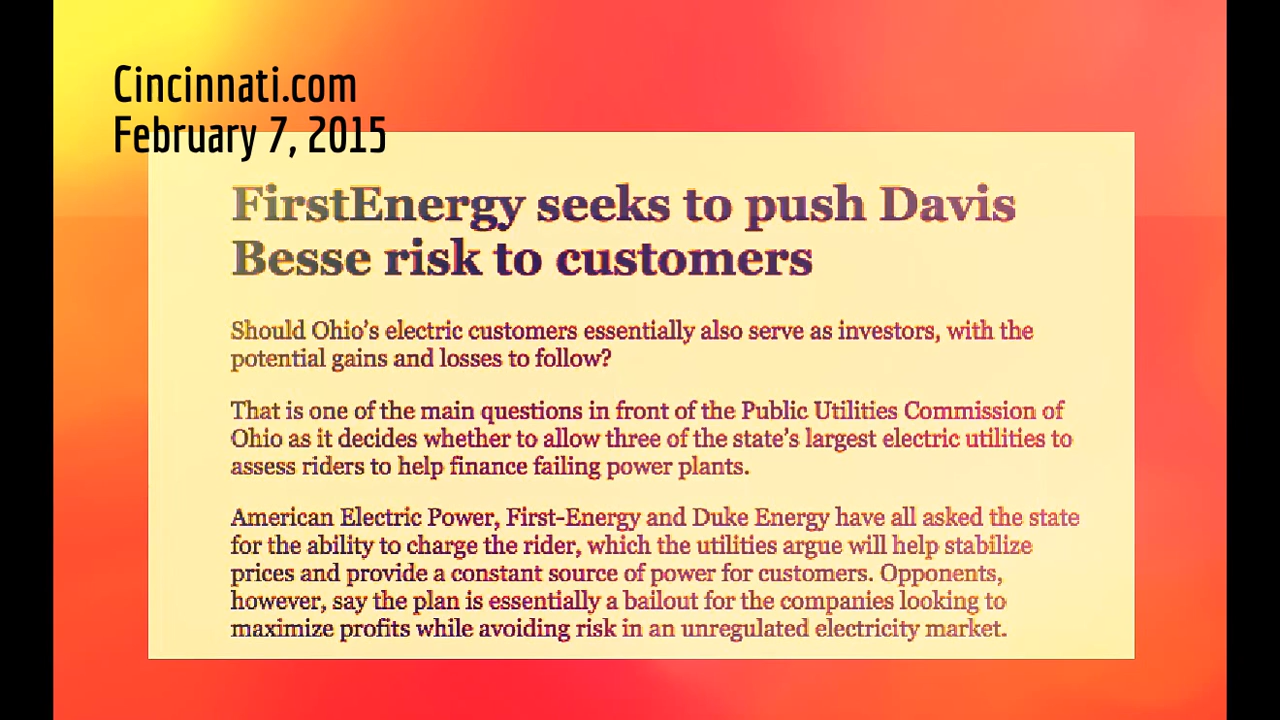 Cincinnati.com
February 7, 2015
FirstEnergy seeks to push Davis
Besse risk to customers
Should Ohio’s electric customers essentially also serve as investors, with the
potential gains and losses to follow?
That is one of the main questions in front of the Public Utilities Commission of
Ohio as it decides whether to allow three of the state’s largest electric utilities to
assess riders to help finance failing power plants.
American Electric Power, First-Energy and Duke Energy have all asked the state
for the ability to charge the rider, which the utilities argue will help stabilize
prices and provide a constant source of power for customers. Opponents,
however, say the plan is essentially a bailout for the companies looking to
maximize profits while avoiding risk in an unregulated electricity market.